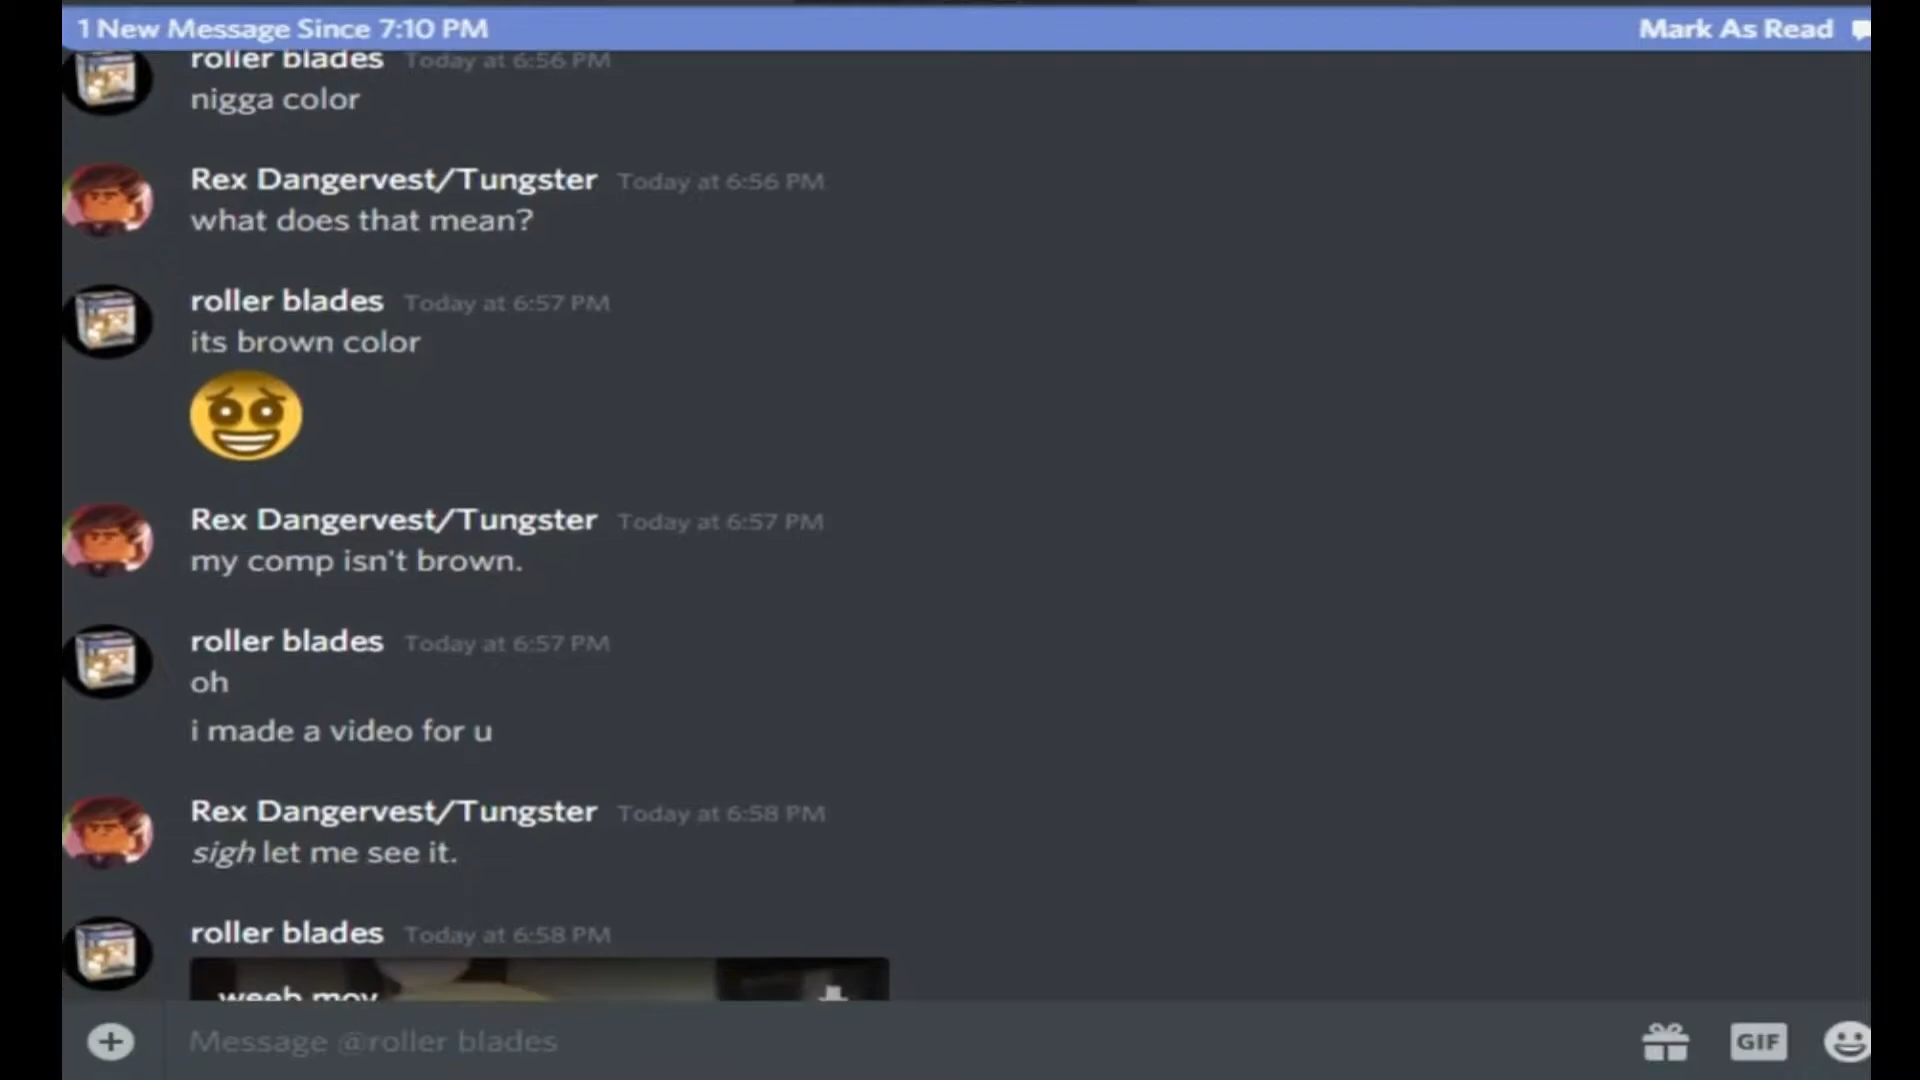 1 New Message Since 7:10 PM Mark As Read
roller blades Today at 6:56 PM
nigga color
Rex Dangervest/Tungster Today at 6:56 PM
what does that mean?
roller blades Today at 6:57 PM
its brown color
Rex Dangervest/Tungster Today at 6:57 PM
my comp isn't brown.
roller blades Today at 6:57 PM
oh
i made a video for u
Rex Dangervest/Tungster Today at 6:58 PM
sigh let me see it.
roller blades Today at 6:58 PM
weeb mov
Message @roller blades GIF